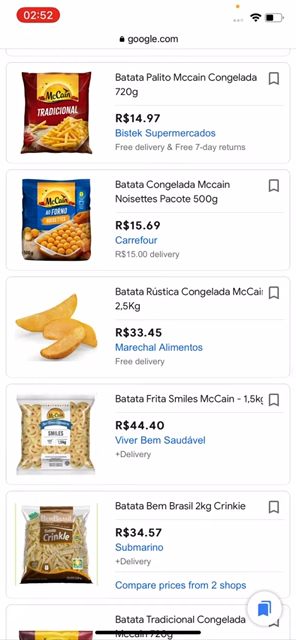 02:52
google.com
McCain
TRADICIONAL
Batata Palito Mccain Congelada
720g
R$14.97
Bistek Supermercados
Free delivery & Free 7-day returns
McCain
AO FORNO
NOISETTES
Batata Congelada Mccain
Noisettes Pacote 500g
R$15.69
Carrefour
R$15.00 delivery
Batata Rústica Congelada McCai
2,5Kg
R$33.45
Marechal Alimentos
Free delivery
McCain
SMILES
Batata Frita Smiles McCain - 1,5kg
R$44.40
Viver Bem Saudável
+Delivery
Crinkle
Batata Bem Brasil 2kg Crinkie
R$34.57
Submarino
+Delivery
Compare prices from 2 shops
Batata Tradicional Congelada
Mccain 720g